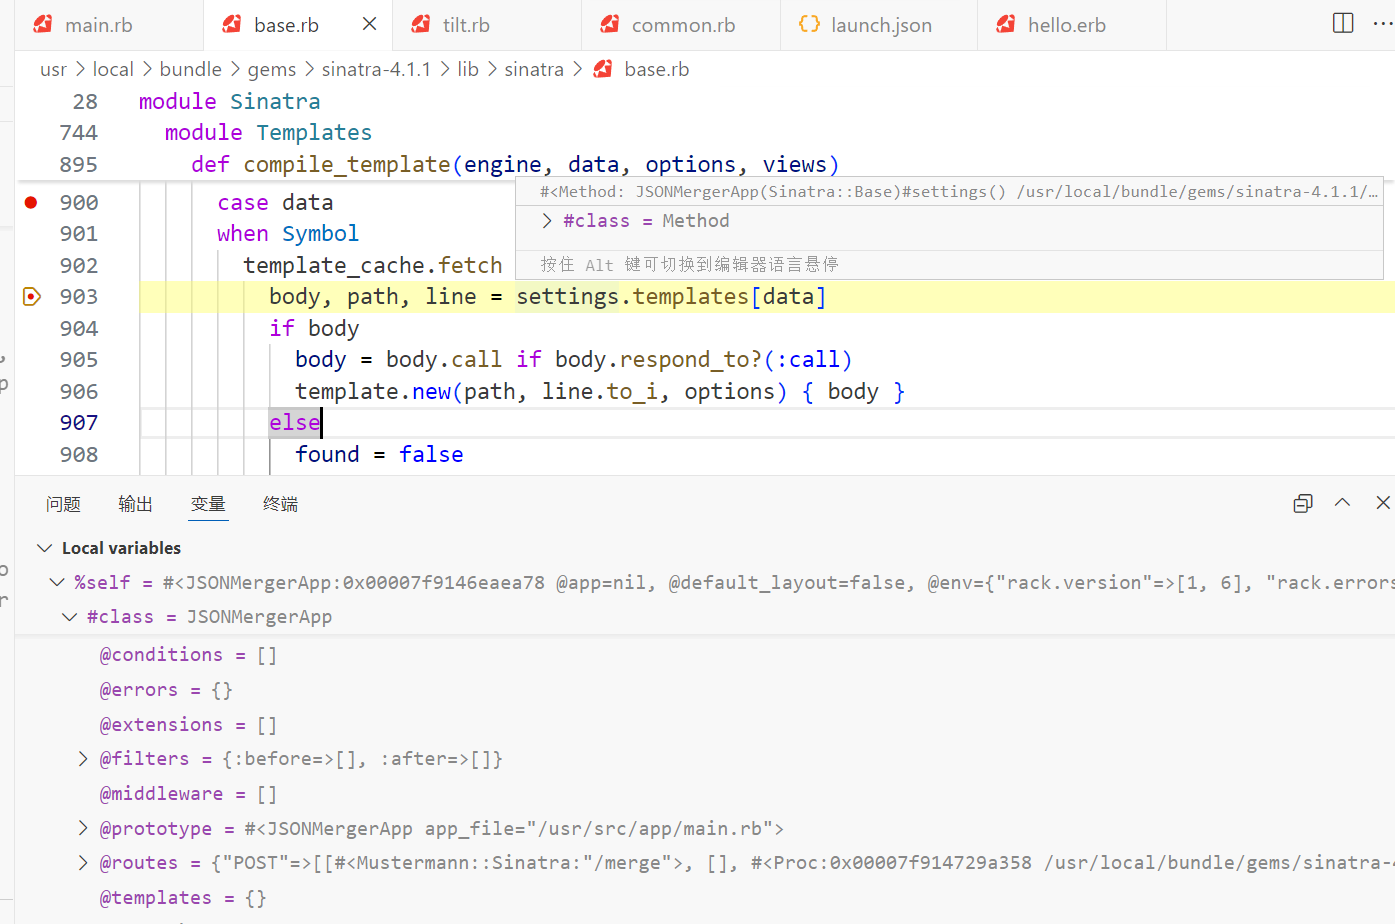 main.rb
base.rb
tilt.rb
common.rb
launch.json
hello.erb
usr > local > bundle > gems > sinatra-4.1.1 > lib > sinatra > base.rb
28 module Sinatra
744 module Templates
895 def compile_template(engine, data, options, views)
#<Method: JSONMergerApp(Sinatra::Base)#settings() /usr/local/bundle/gems/sinatra-4.1.1/…
> #class = Method
按住 Alt 键可切换到编辑器语言悬停
900 case data
901 when Symbol
902 template_cache.fetch
903 body, path, line = settings.templates[data]
904 if body
905 body = body.call if body.respond_to?(:call)
906 template.new(path, line.to_i, options) { body }
907 else
908 found = false
问题 输出 变量 终端
Local variables
%self = #<JSONMergerApp:0x00007f9146eaea78 @app=nil, @default_layout=false, @env={"rack.version"=>[1, 6], "rack.errors
#class = JSONMergerApp
@conditions = []
@errors = {}
@extensions = []
@filters = {:before=>[], :after=>[]}
@middleware = []
@prototype = #<JSONMergerApp app_file="/usr/src/app/main.rb">
@routes = {"POST"=>[[#<Mustermann::Sinatra:"/merge">, [], #<Proc:0x00007f914729a358 /usr/local/bundle/gems/sinatra-4
@templates = {}